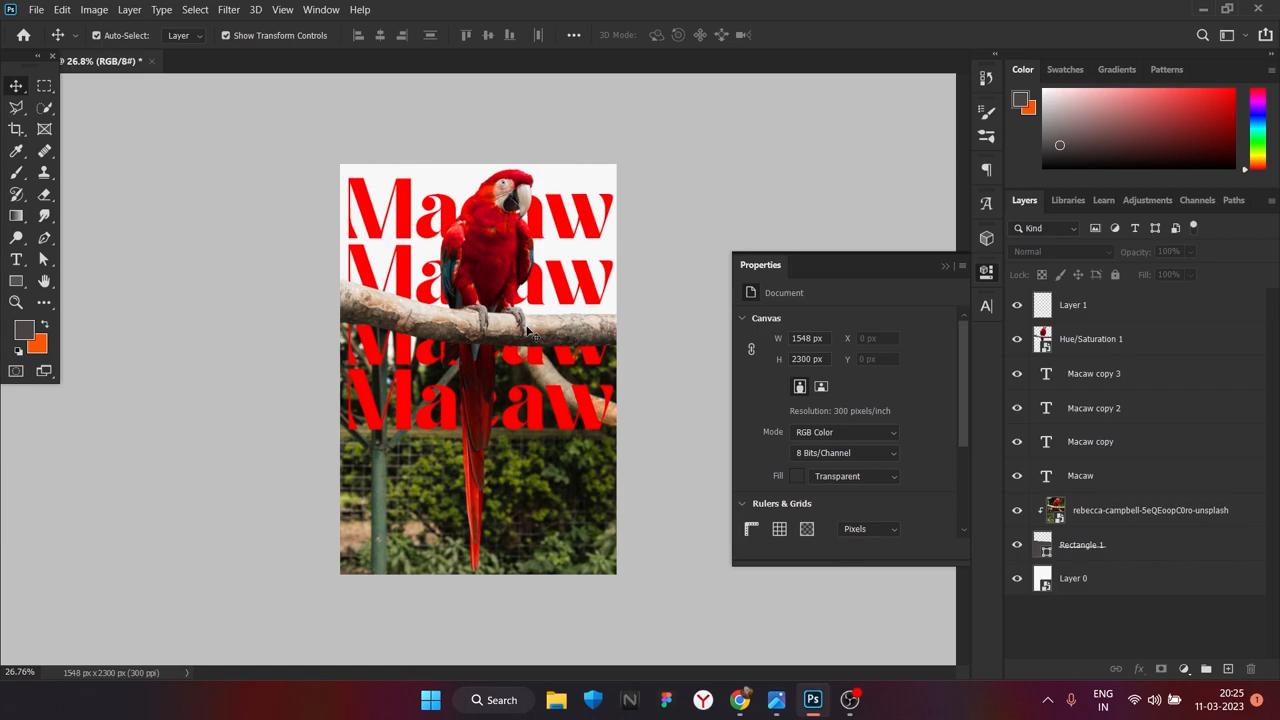 Ps File Edit Image Layer Type Select Filter 3D View Window Help
Auto-Select: Layer Show Transform Controls 3D Mode:
@ 26.8% (RGB/8#) *
Color Swatches Gradients Patterns
Macaw
Macaw
Macaw
Macaw
Properties
Document
Canvas
W 1548 px X 0 px
H 2300 px Y 0 px
Resolution: 300 pixels/inch
Mode RGB Color
8 Bits/Channel
Fill Transparent
Rulers & Grids
Pixels
Layers Libraries Learn Adjustments Channels Paths
Kind
Normal Opacity: 100%
Lock: Fill: 100%
Layer 1
Hue/Saturation 1
Macaw copy 3
Macaw copy 2
Macaw copy
Macaw
rebecca-campbell-5eQEoopC0ro-unsplash
Rectangle 1
Layer 0
26.76% 1548 px x 2300 px (300 ppi)
Search
ENG
IN
20:25
11-03-2023